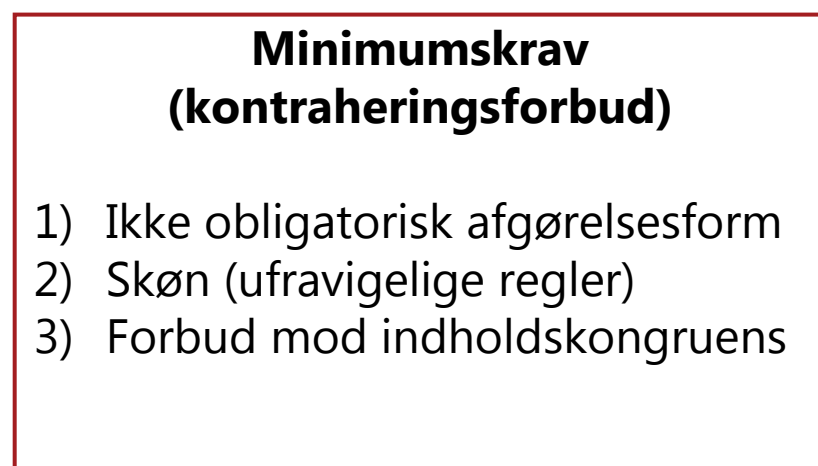 Minimumskrav
(kontraheringsforbud)
1) Ikke obligatorisk afgørelsesform
2) Skøn (ufravigelige regler)
3) Forbud mod indholdskongruens